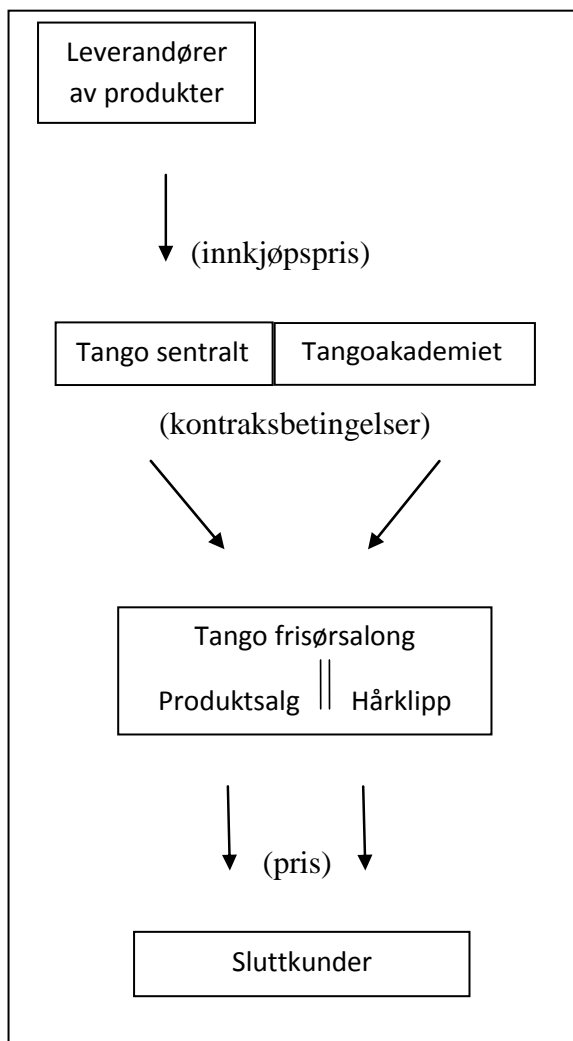 Leverandører
av produkter
(innkjøpspris)
Tango sentralt Tangoakademiet
(kontraksbetingelser)
Tango frisørsalong
Produktsalg Hårklipp
(pris)
Sluttkunder